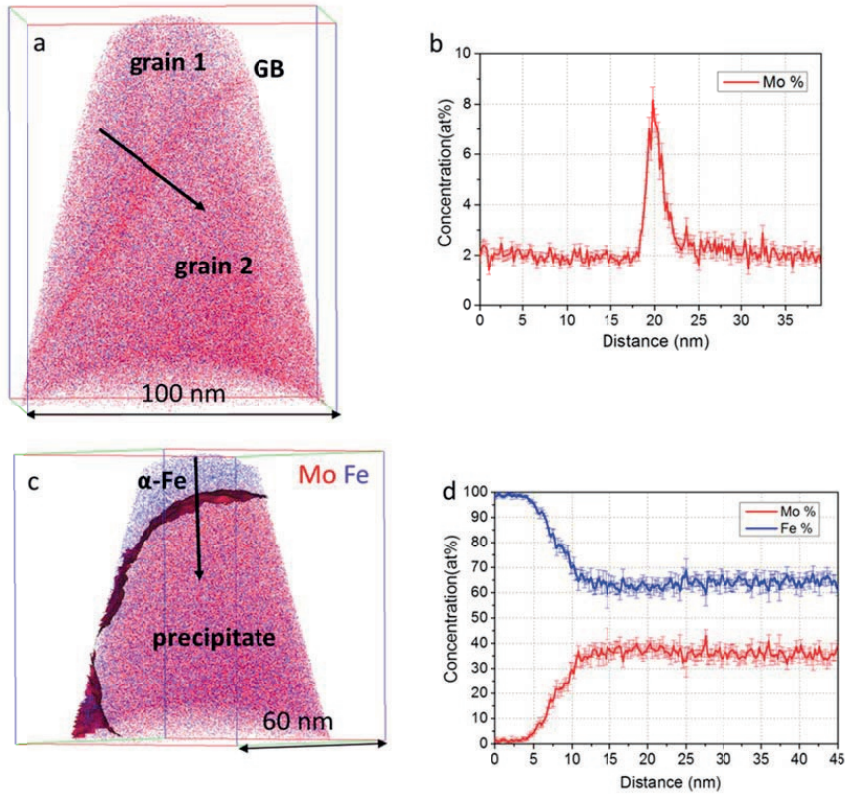 a
grain 1
GB
grain 2
100 nm
b
Mo %
Concentration(at%)
10
8
6
4
2
0
0 5 10 15 20 25 30 35
Distance (nm)
c
α-Fe
Mo Fe
precipitate
60 nm
d
Mo %
Fe %
Concentration(at%)
100
90
80
70
60
50
40
30
20
10
0
0 5 10 15 20 25 30 35 40 45
Distance (nm)